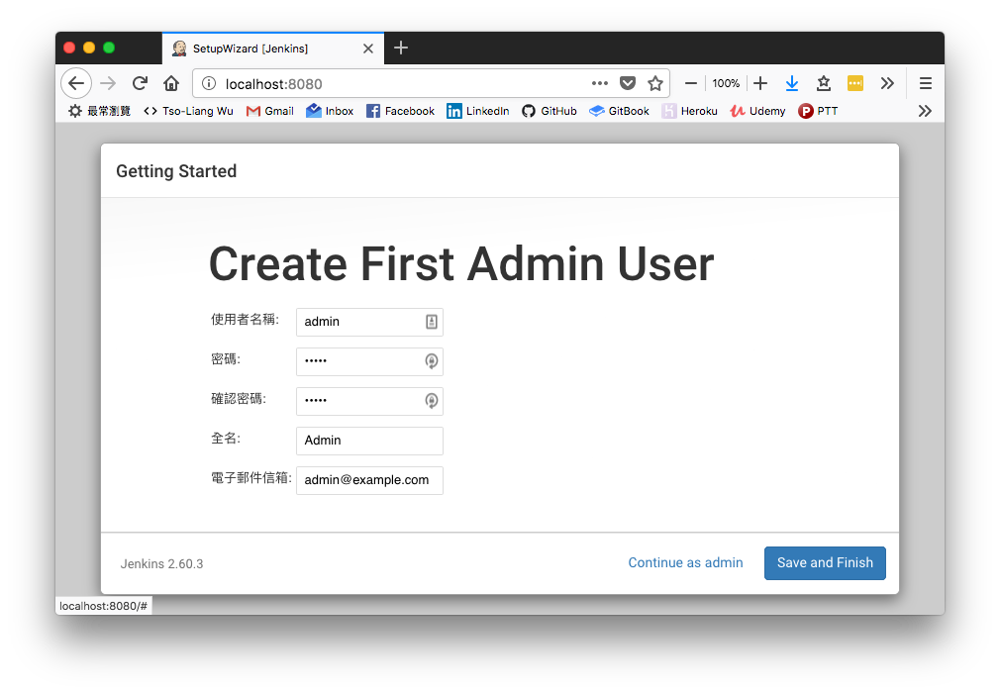 SetupWizard [Jenkins]
localhost:8080
100%
最常瀏覽 Tso-Liang Wu Gmail Inbox Facebook LinkedIn GitHub GitBook Heroku Udemy PTT
Getting Started
Create First Admin User
使用者名稱: admin
密碼: •••••
確認密碼: •••••
全名: Admin
電子郵件信箱: admin@example.com
Jenkins 2.60.3
Continue as admin
Save and Finish
localhost:8080/#